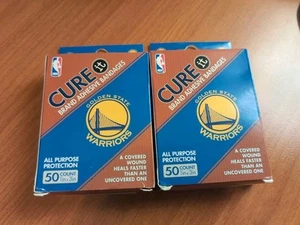 CURE it
BRAND ADHESIVE BANDAGES
GOLDEN STATE
WARRIORS
ALL PURPOSE
PROTECTION
50 COUNT
A COVERED
WOUND
HEALS FASTER
THAN AN
UNCOVERED ONE
NBA
CURE it
BRAND ADHESIVE BANDAGES
GOLDEN STATE
WARRIORS
ALL PURPOSE
PROTECTION
50 COUNT
A COVERED
WOUND
HEALS FASTER
THAN AN
UNCOVERED ONE